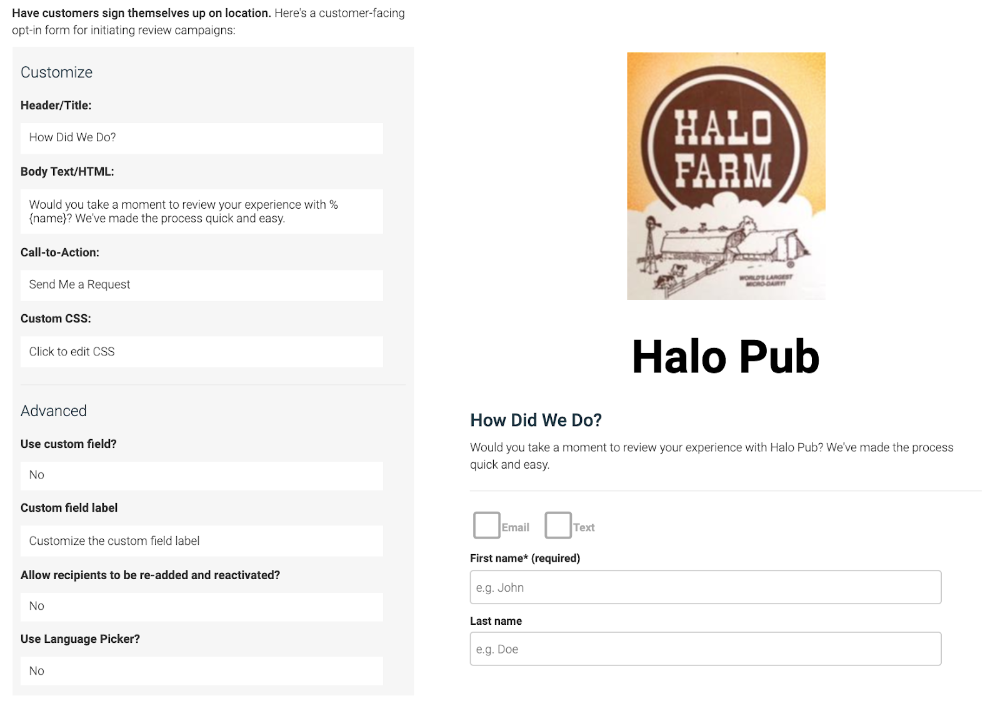 Have customers sign themselves up on location. Here's a customer-facing
opt-in form for initiating review campaigns:
Customize
Header/Title:
How Did We Do?
Body Text/HTML:
Would you take a moment to review your experience with %
{name}? We've made the process quick and easy.
Call-to-Action:
Send Me a Request
Custom CSS:
Click to edit CSS
Advanced
Use custom field?
No
Custom field label
Customize the custom field label
Allow recipients to be re-added and reactivated?
No
Use Language Picker?
No
HALO
FARM
®
WORLD'S LARGEST
MICRO-DAIRY!
Halo Pub
How Did We Do?
Would you take a moment to review your experience with Halo Pub? We've made the process
quick and easy.
Email Text
First name* (required)
e.g. John
Last name
e.g. Doe